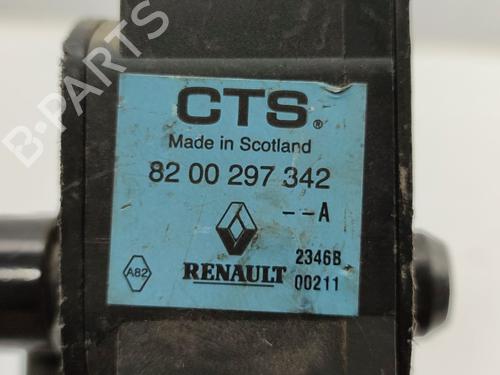 CTS®
Made in Scotland
82 00 297 342
--A
2346B
A82
RENAULT
00211
B-PARTS